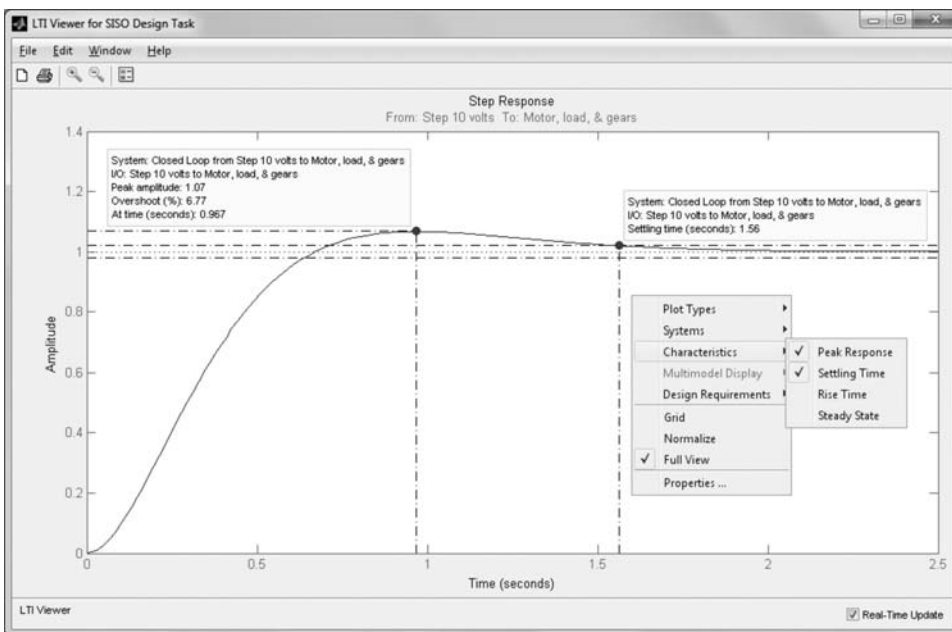 LTI Viewer for SISO Design Task
File Edit Window Help
Step Response
From: Step 10 volts To: Motor, load, & gears
1.4
1.2
1
0.8
0.6
0.4
0.2
0
Amplitude
System: Closed Loop from Step 10 volts to Motor, load, & gears
I/O: Step 10 volts to Motor, load, & gears
Peak amplitude: 1.07
Overshoot (%): 6.77
At time (seconds): 0.967
System: Closed Loop from Step 10 volts to Motor, load, & gears
I/O: Step 10 volts to Motor, load, & gears
Settling time (seconds): 1.56
Plot Types
Systems
Characteristics
Multimodel Display
Design Requirements
Grid
Normalize
Full View
Properties ...
Peak Response
Settling Time
Rise Time
Steady State
0 0.5 1 1.5 2 2.5
Time (seconds)
LTI Viewer
Real-Time Update